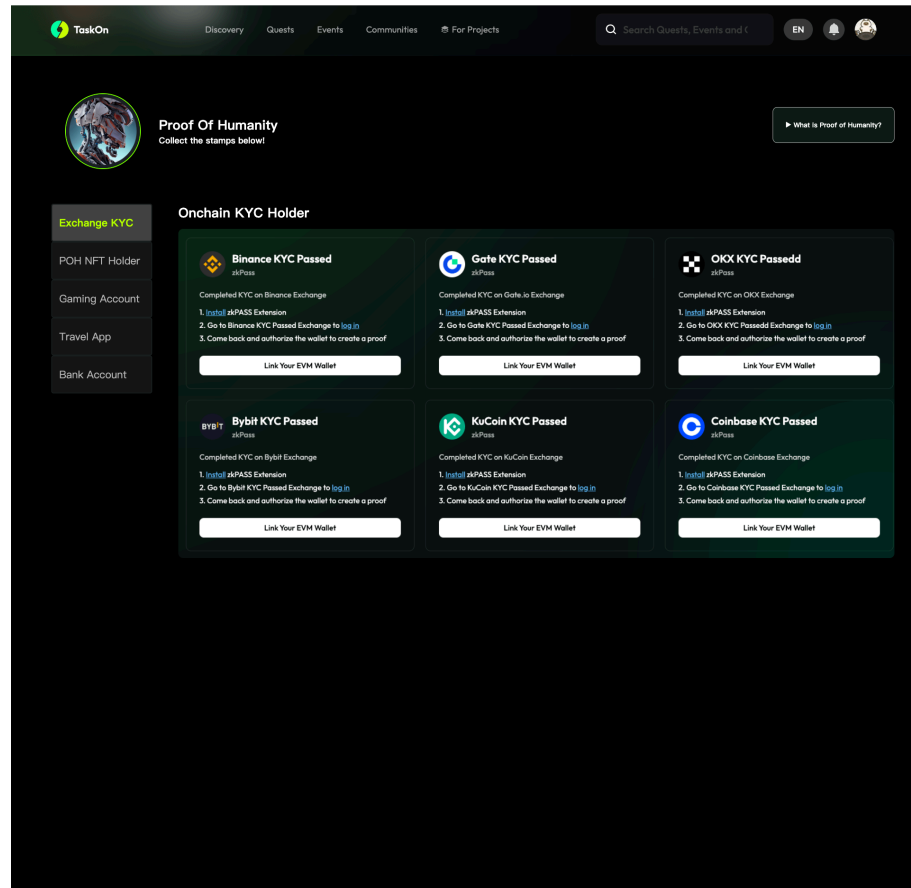 TaskOn
Discovery Quests Events Communities For Projects
Search Quests, Events and C
EN
Proof Of Humanity
Collect the stamps below!
▶ What is Proof of Humanity?
Exchange KYC
POH NFT Holder
Gaming Account
Travel App
Bank Account
Onchain KYC Holder
Binance KYC Passed
zkPass
Completed KYC on Binance Exchange
1. Install zkPASS Extension
2. Go to Binance KYC Passed Exchange to log in
3. Come back and authorize the wallet to create a proof
Link Your EVM Wallet
Gate KYC Passed
zkPass
Completed KYC on Gate.io Exchange
1. Install zkPASS Extension
2. Go to Gate KYC Passed Exchange to log in
3. Come back and authorize the wallet to create a proof
Link Your EVM Wallet
OKX KYC Passedd
zkPass
Completed KYC on OKX Exchange
1. Install zkPASS Extension
2. Go to OKX KYC Passedd Exchange to log in
3. Come back and authorize the wallet to create a proof
Link Your EVM Wallet
BYBIT
Bybit KYC Passed
zkPass
Completed KYC on Bybit Exchange
1. Install zkPASS Extension
2. Go to Bybit KYC Passed Exchange to log in
3. Come back and authorize the wallet to create a proof
Link Your EVM Wallet
KuCoin KYC Passed
zkPass
Completed KYC on KuCoin Exchange
1. Install zkPASS Extension
2. Go to KuCoin KYC Passed Exchange to log in
3. Come back and authorize the wallet to create a proof
Link Your EVM Wallet
Coinbase KYC Passed
zkPass
Completed KYC on Coinbase Exchange
1. Install zkPASS Extension
2. Go to Coinbase KYC Passed Exchange to log in
3. Come back and authorize the wallet to create a proof
Link Your EVM Wallet